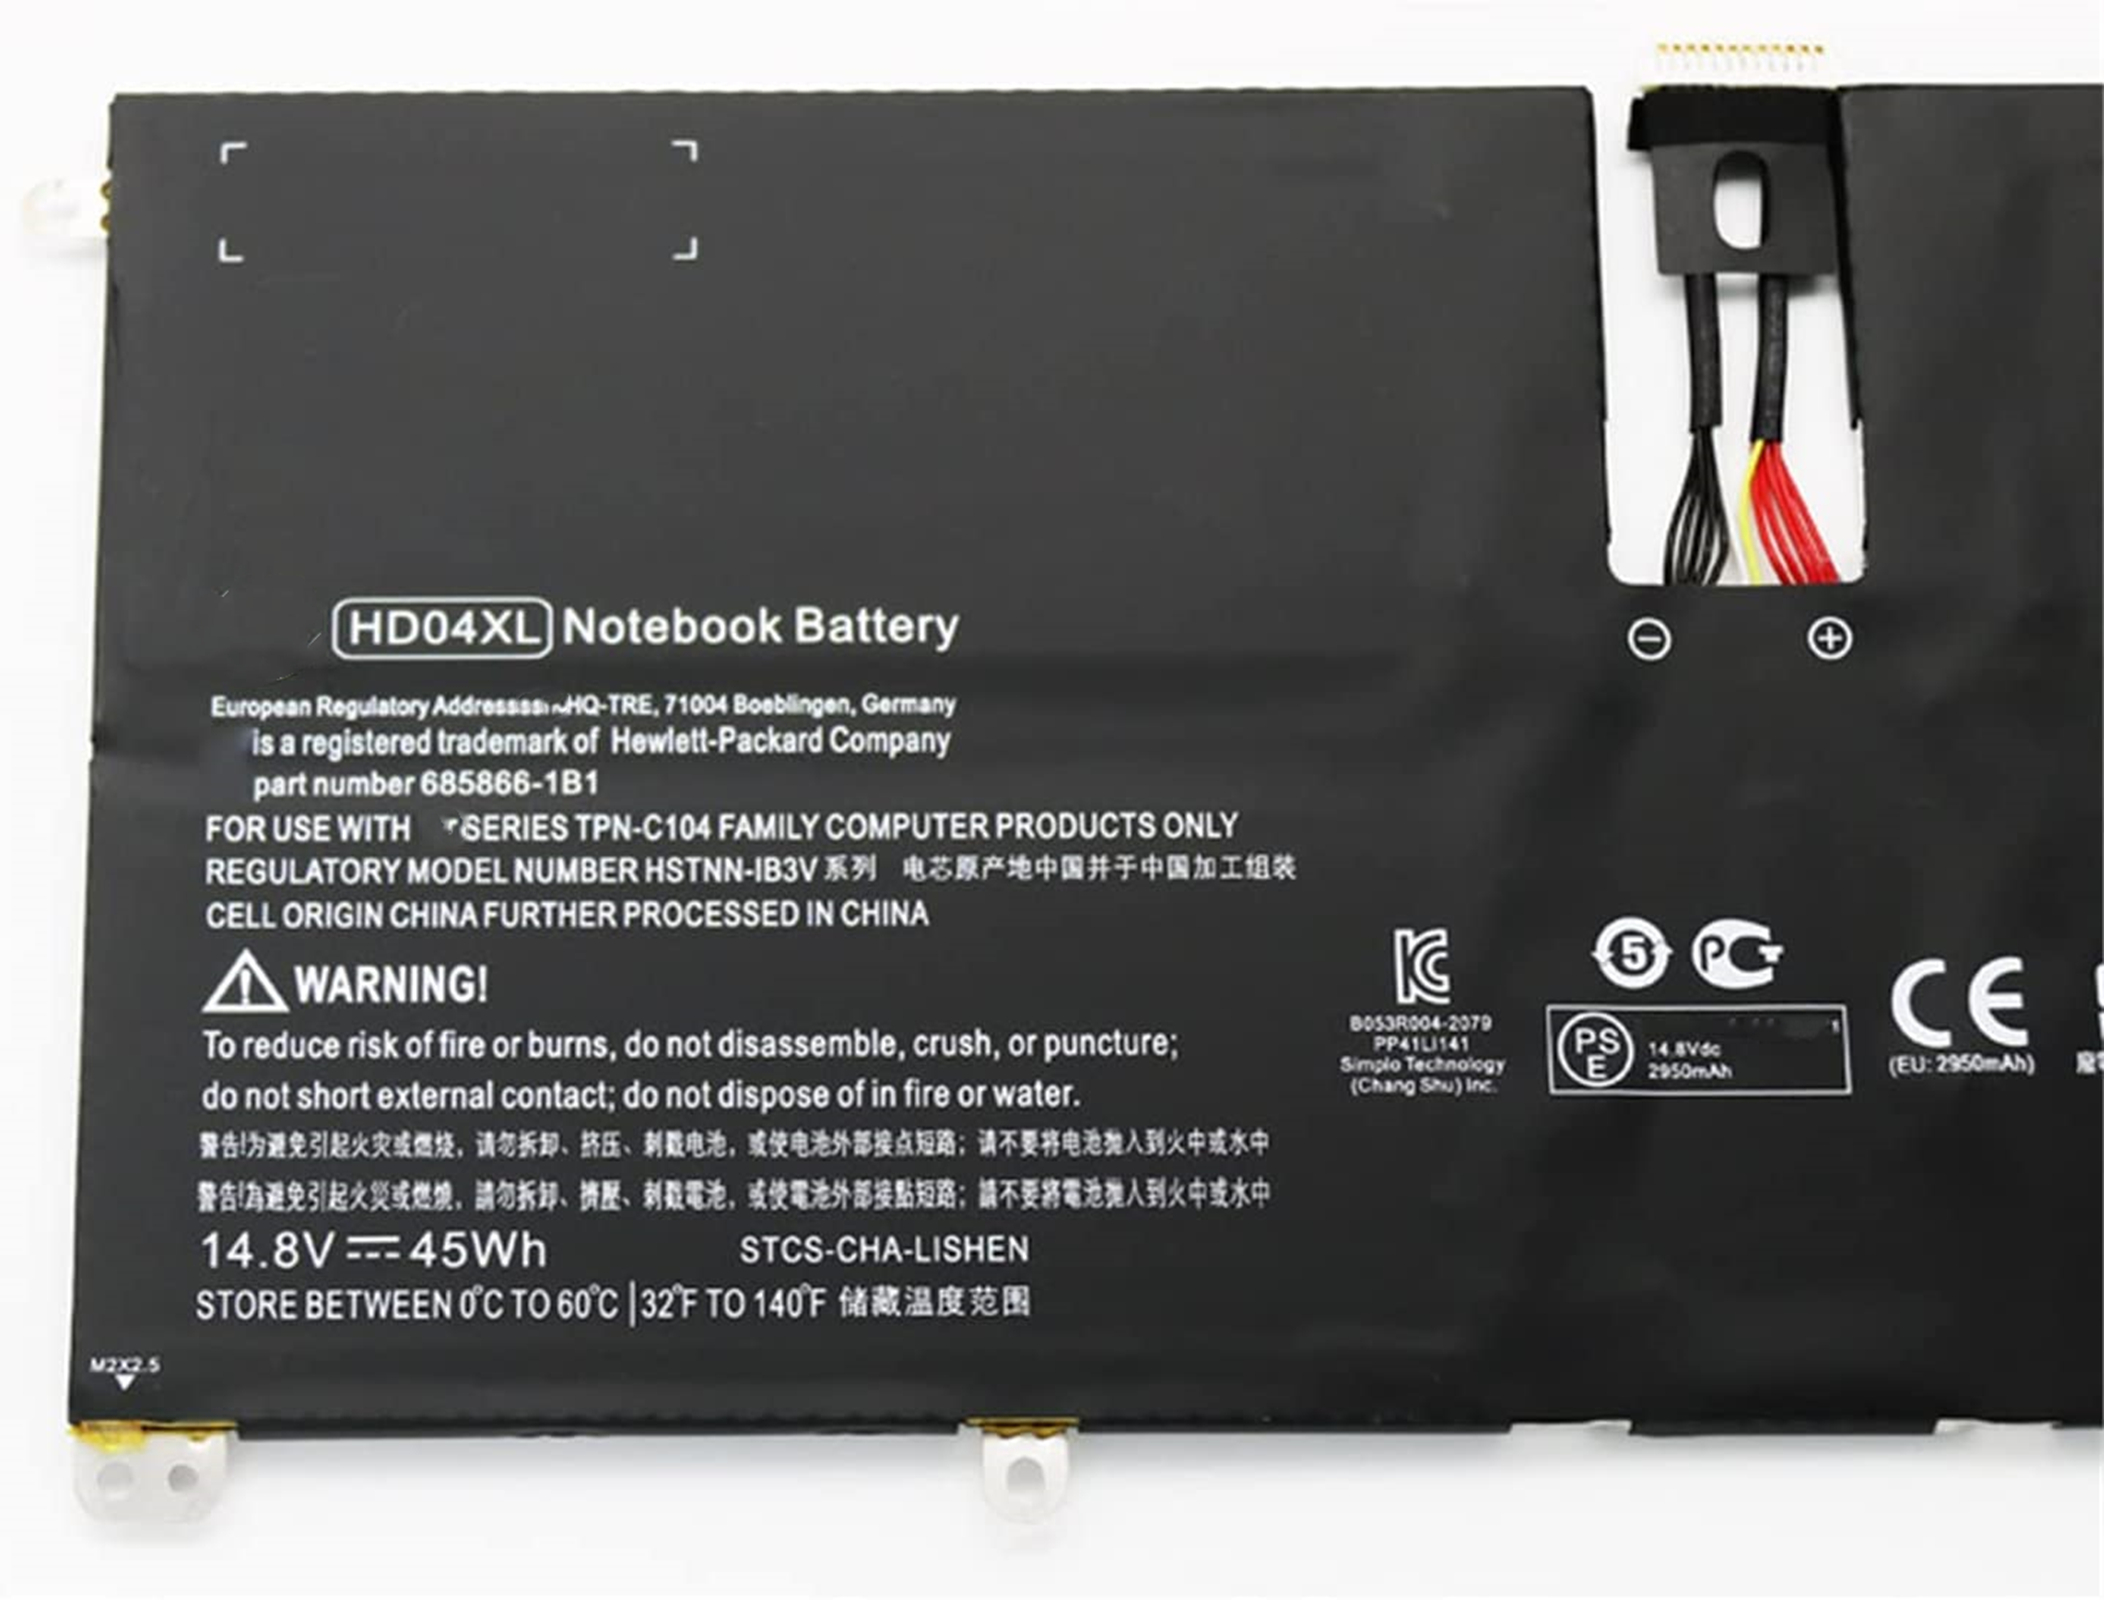 HD04XL Notebook Battery
European Regulatory HQ-TRE, 71004 Boeblingen, Germany
is a registered trademark of Hewlett-Packard Company
part number 685866-1B1
FOR USE WITH SERIES TPN-C104 FAMILY COMPUTER PRODUCTS ONLY
REGULATORY MODEL NUMBER HSTNN-IB3V 系列 电芯原产地中国并于中国加工组装
CELL ORIGIN CHINA FURTHER PROCESSED IN CHINA
WARNING!
To reduce risk of fire or burns, do not disassemble, crush, or puncture;
do not short external contact; do not dispose of in fire or water.
警告!为避免引起火灾或燃烧，请勿拆卸、挤压、刺戳电池，或使电池外部接点短路；请不要将电池抛入到火中或水中
警告!為避免引起火災或燃燒，請勿拆卸、擠壓、刺戳電池，或使電池外部接點短路；請不要將電池拋入到火中或水中
14.8V 45Wh STCS-CHA-LISHEN
STORE BETWEEN 0°C TO 60°C | 32°F TO 140°F 储藏温度范围
M2X2.5
B053R004-2079
PP41LI141
Simplo Technology
(Chang Shu) Inc.
5
PS
E
14.8Vdc
2950mAh
CE
(EU: 2950mAh)